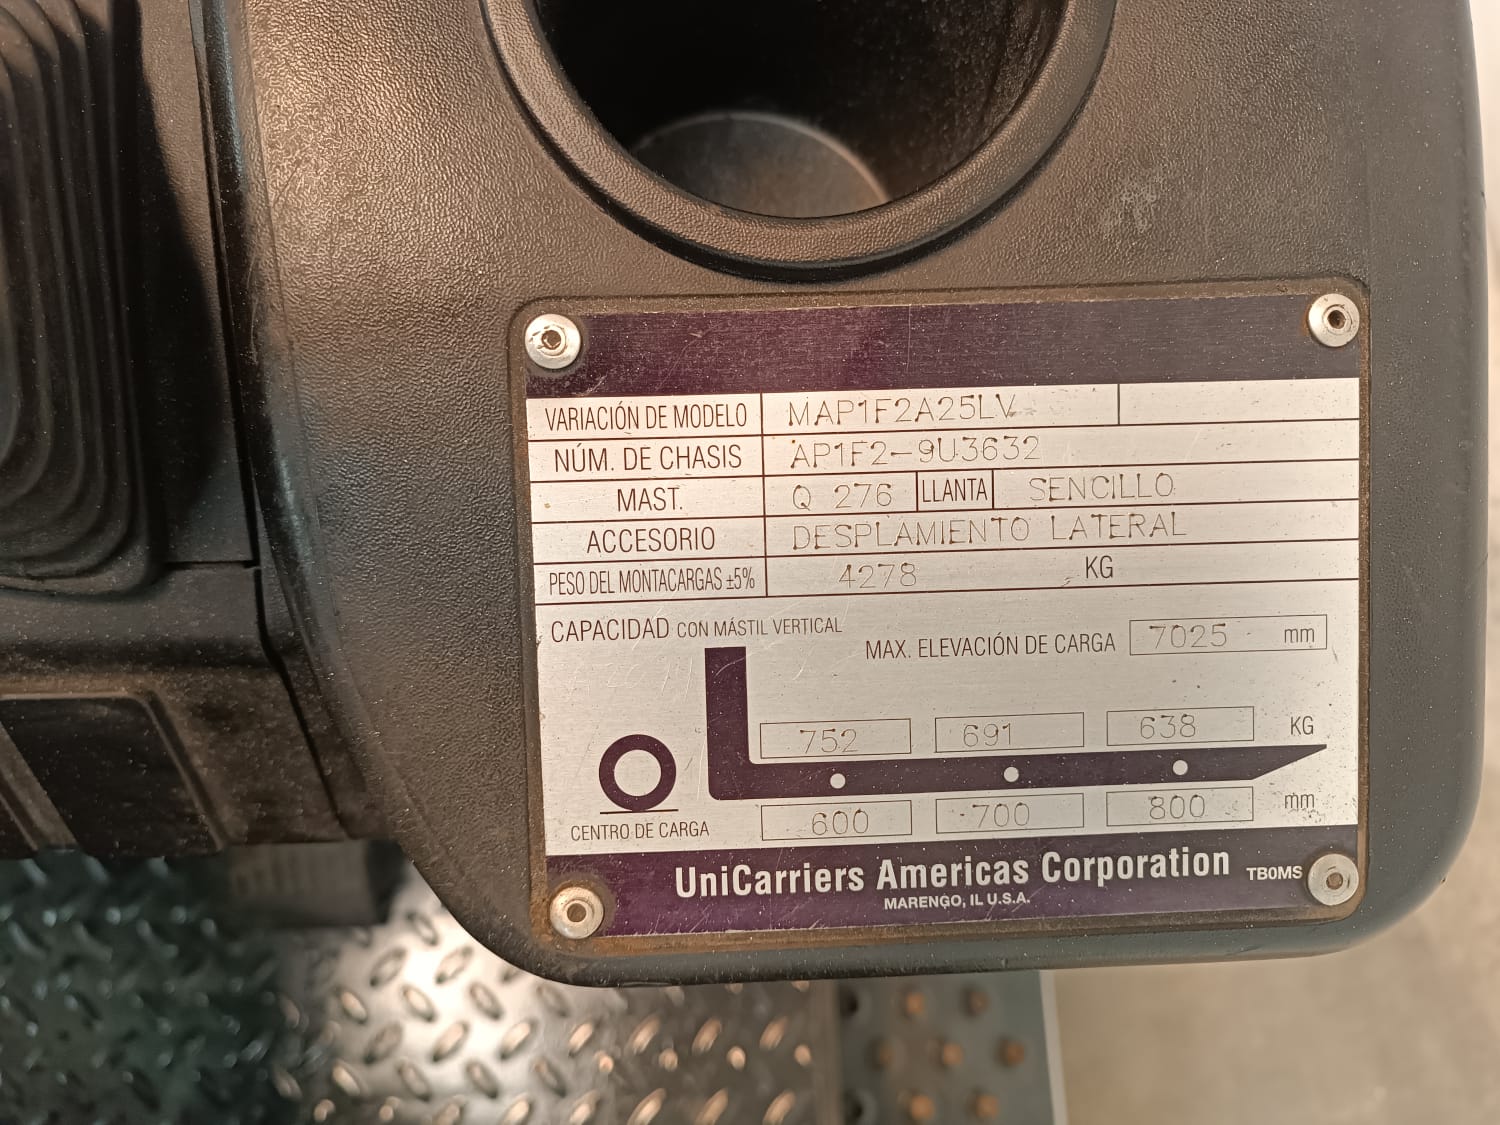 VARIACIÓN DE MODELO MAP1F2A25LV
NÚM. DE CHASIS AP1F2-9U3632
MAST. Q 276 LLANTA SENCILLO
ACCESORIO DESPLAMIENTO LATERAL
PESO DEL MONTACARGAS ±5% 4278 KG
CAPACIDAD CON MÁSTIL VERTICAL
MAX. ELEVACIÓN DE CARGA 7025 mm
752 691 638 KG
600 700 800 mm
CENTRO DE CARGA
UniCarriers Americas Corporation TB0MS
MARENGO, IL U.S.A.